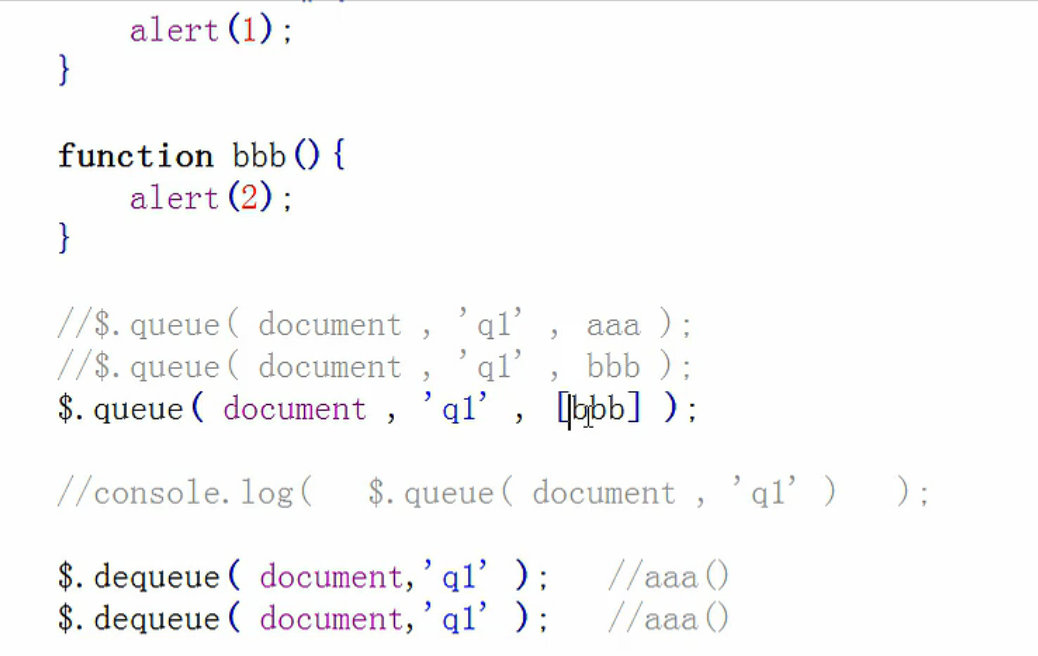 alert(1);
}
function bbb(){
alert(2);
}
//$.queue( document , 'q1' , aaa );
//$.queue( document , 'q1' , bbb );
$.queue( document , 'q1' , [bbb] );
//console.log(  $.queue( document , 'q1' )  );
$.dequeue( document,'q1' );  //aaa()
$.dequeue( document,'q1' );  //aaa()